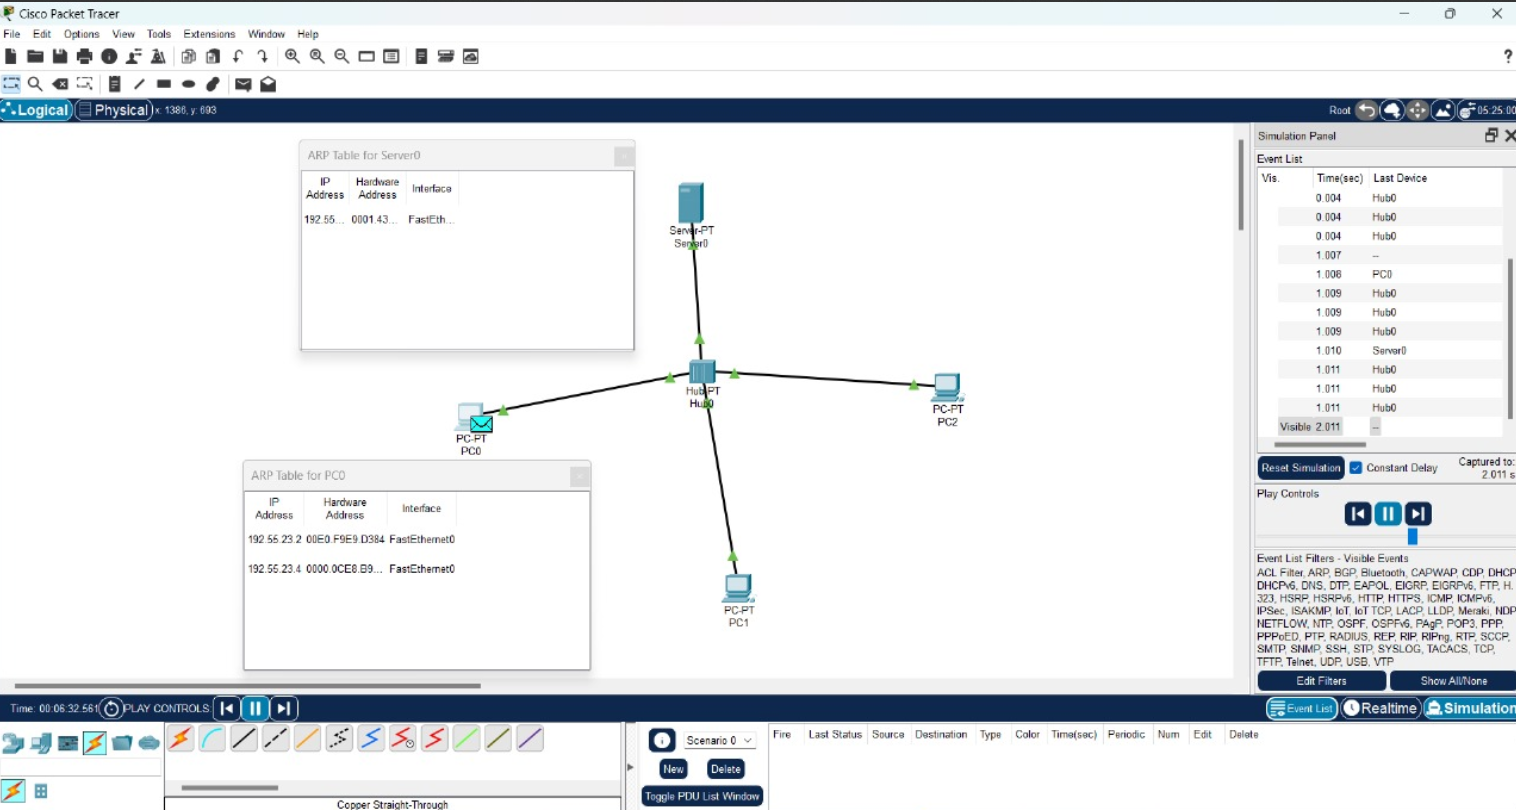 Cisco Packet Tracer
File Edit Options View Tools Extensions Window Help
?
Logical Physical x: 1386, y: 693 Root 05:25:00
Simulation Panel
Event List
Vis. Time(sec) Last Device
0.004 Hub0
0.004 Hub0
0.004 Hub0
1.007 --
1.008 PC0
1.009 Hub0
1.009 Hub0
1.009 Hub0
1.010 Server0
1.011 Hub0
1.011 Hub0
1.011 Hub0
Visible 2.011 --
Reset Simulation Constant Delay Captured to:
2.011 s
Play Controls
Event List Filters - Visible Events
ACL Filter, ARP, BGP, Bluetooth, CAPWAP, CDP, DHCP
DHCPv6, DNS, DTP, EAPOL, EIGRP, EIGRPv6, FTP, H.
323, HSRP, HSRPv6, HTTP, HTTPS, ICMP, ICMPv6,
IPSec, ISAKMP, IoT, IoT TCP, LACP, LLDP, Meraki, NDP
NETFLOW, NTP, OSPF, OSPFv6, PAgP, POP3, PPP,
PPPoED, PTP, RADIUS, REP, RIP, RIPng, RTP, SCCP,
SMTP, SNMP, SSH, STP, SYSLOG, TACACS, TCP,
TFTP, Telnet, UDP, USB, VTP
Edit Filters Show All/None
Event List Realtime Simulation
ARP Table for Server0
IP Address Hardware Address Interface
192.55... 0001.43... FastEth...
Server-PT
Server0
Hub-PT
Hub0
PC-PT
PC2
PC-PT
PC0
PC-PT
PC1
ARP Table for PC0
IP Address Hardware Address Interface
192.55.23.2 00E0.F9E9.D384 FastEthernet0
192.55.23.4 0000.0CE8.B9... FastEthernet0
Time: 00:06:32.561 PLAY CONTROLS:
Copper Straight-Through
Scenario 0
New Delete
Toggle PDU List Window
Fire Last Status Source Destination Type Color Time(sec) Periodic Num Edit Delete